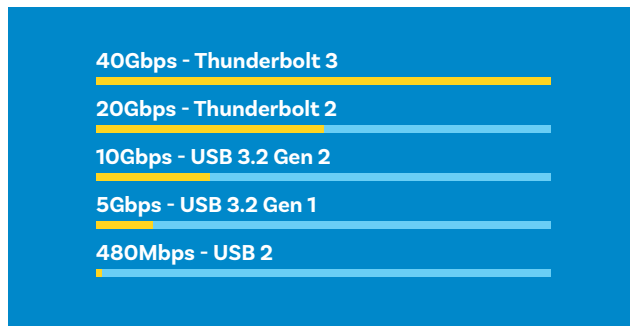 40Gbps - Thunderbolt 3
20Gbps - Thunderbolt 2
10Gbps - USB 3.2 Gen 2
5Gbps - USB 3.2 Gen 1
480Mbps - USB 2